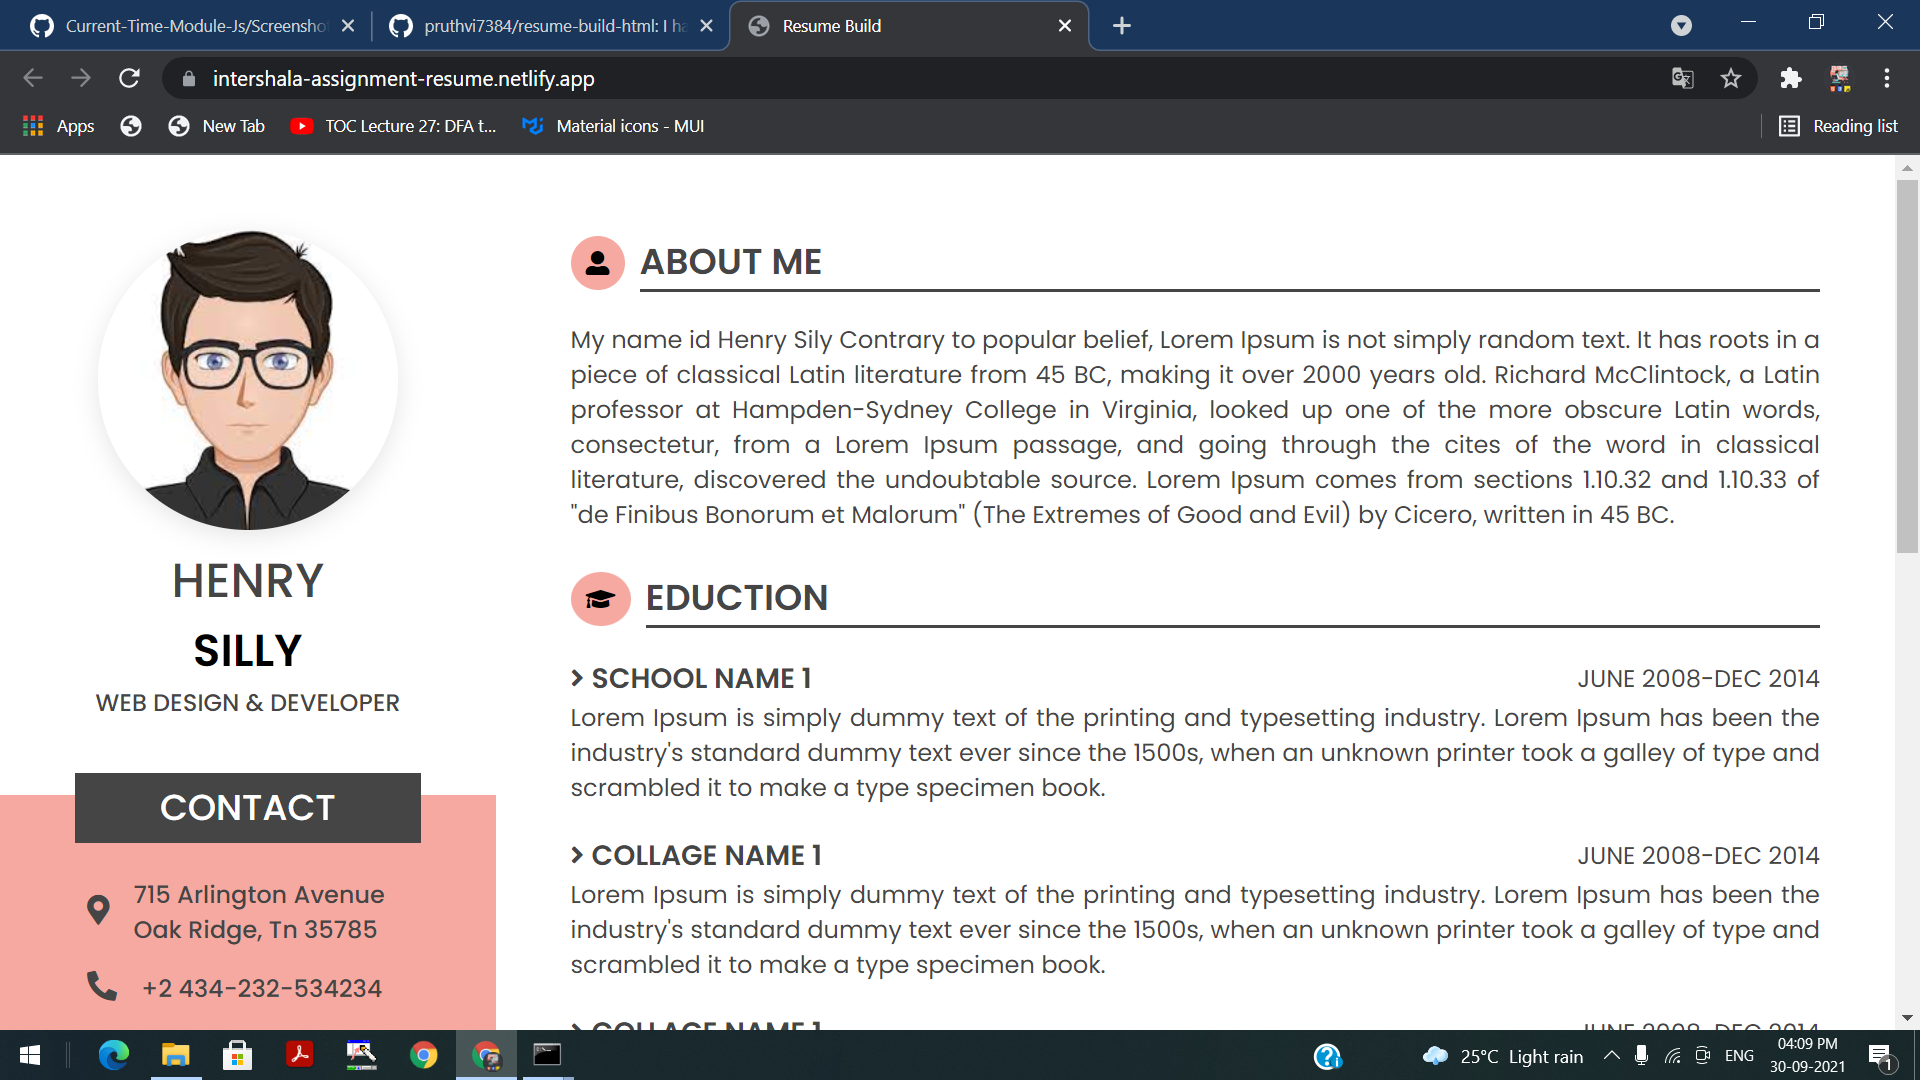 Current-Time-Module-Js/Screensho
pruthvi7384/resume-build-html: I ha
Resume Build
intershala-assignment-resume.netlify.app
Apps
New Tab
TOC Lecture 27: DFA t...
Material icons - MUI
Reading list
HENRY
SILLY
WEB DESIGN & DEVELOPER
CONTACT
715 Arlington Avenue
Oak Ridge, Tn 35785
+2 434-232-534234
ABOUT ME
My name id Henry Sily Contrary to popular belief, Lorem Ipsum is not simply random text. It has roots in a
piece of classical Latin literature from 45 BC, making it over 2000 years old. Richard McClintock, a Latin
professor at Hampden-Sydney College in Virginia, looked up one of the more obscure Latin words,
consectetur, from a Lorem Ipsum passage, and going through the cites of the word in classical
literature, discovered the undoubtable source. Lorem Ipsum comes from sections 1.10.32 and 1.10.33 of
"de Finibus Bonorum et Malorum" (The Extremes of Good and Evil) by Cicero, written in 45 BC.
EDUCTION
SCHOOL NAME 1
JUNE 2008-DEC 2014
Lorem Ipsum is simply dummy text of the printing and typesetting industry. Lorem Ipsum has been the
industry's standard dummy text ever since the 1500s, when an unknown printer took a galley of type and
scrambled it to make a type specimen book.
COLLAGE NAME 1
JUNE 2008-DEC 2014
Lorem Ipsum is simply dummy text of the printing and typesetting industry. Lorem Ipsum has been the
industry's standard dummy text ever since the 1500s, when an unknown printer took a galley of type and
scrambled it to make a type specimen book.
COLLAGE NAME 1
JUNE 2008-DEC 2014
25°C Light rain
ENG
04:09 PM
30-09-2021
1